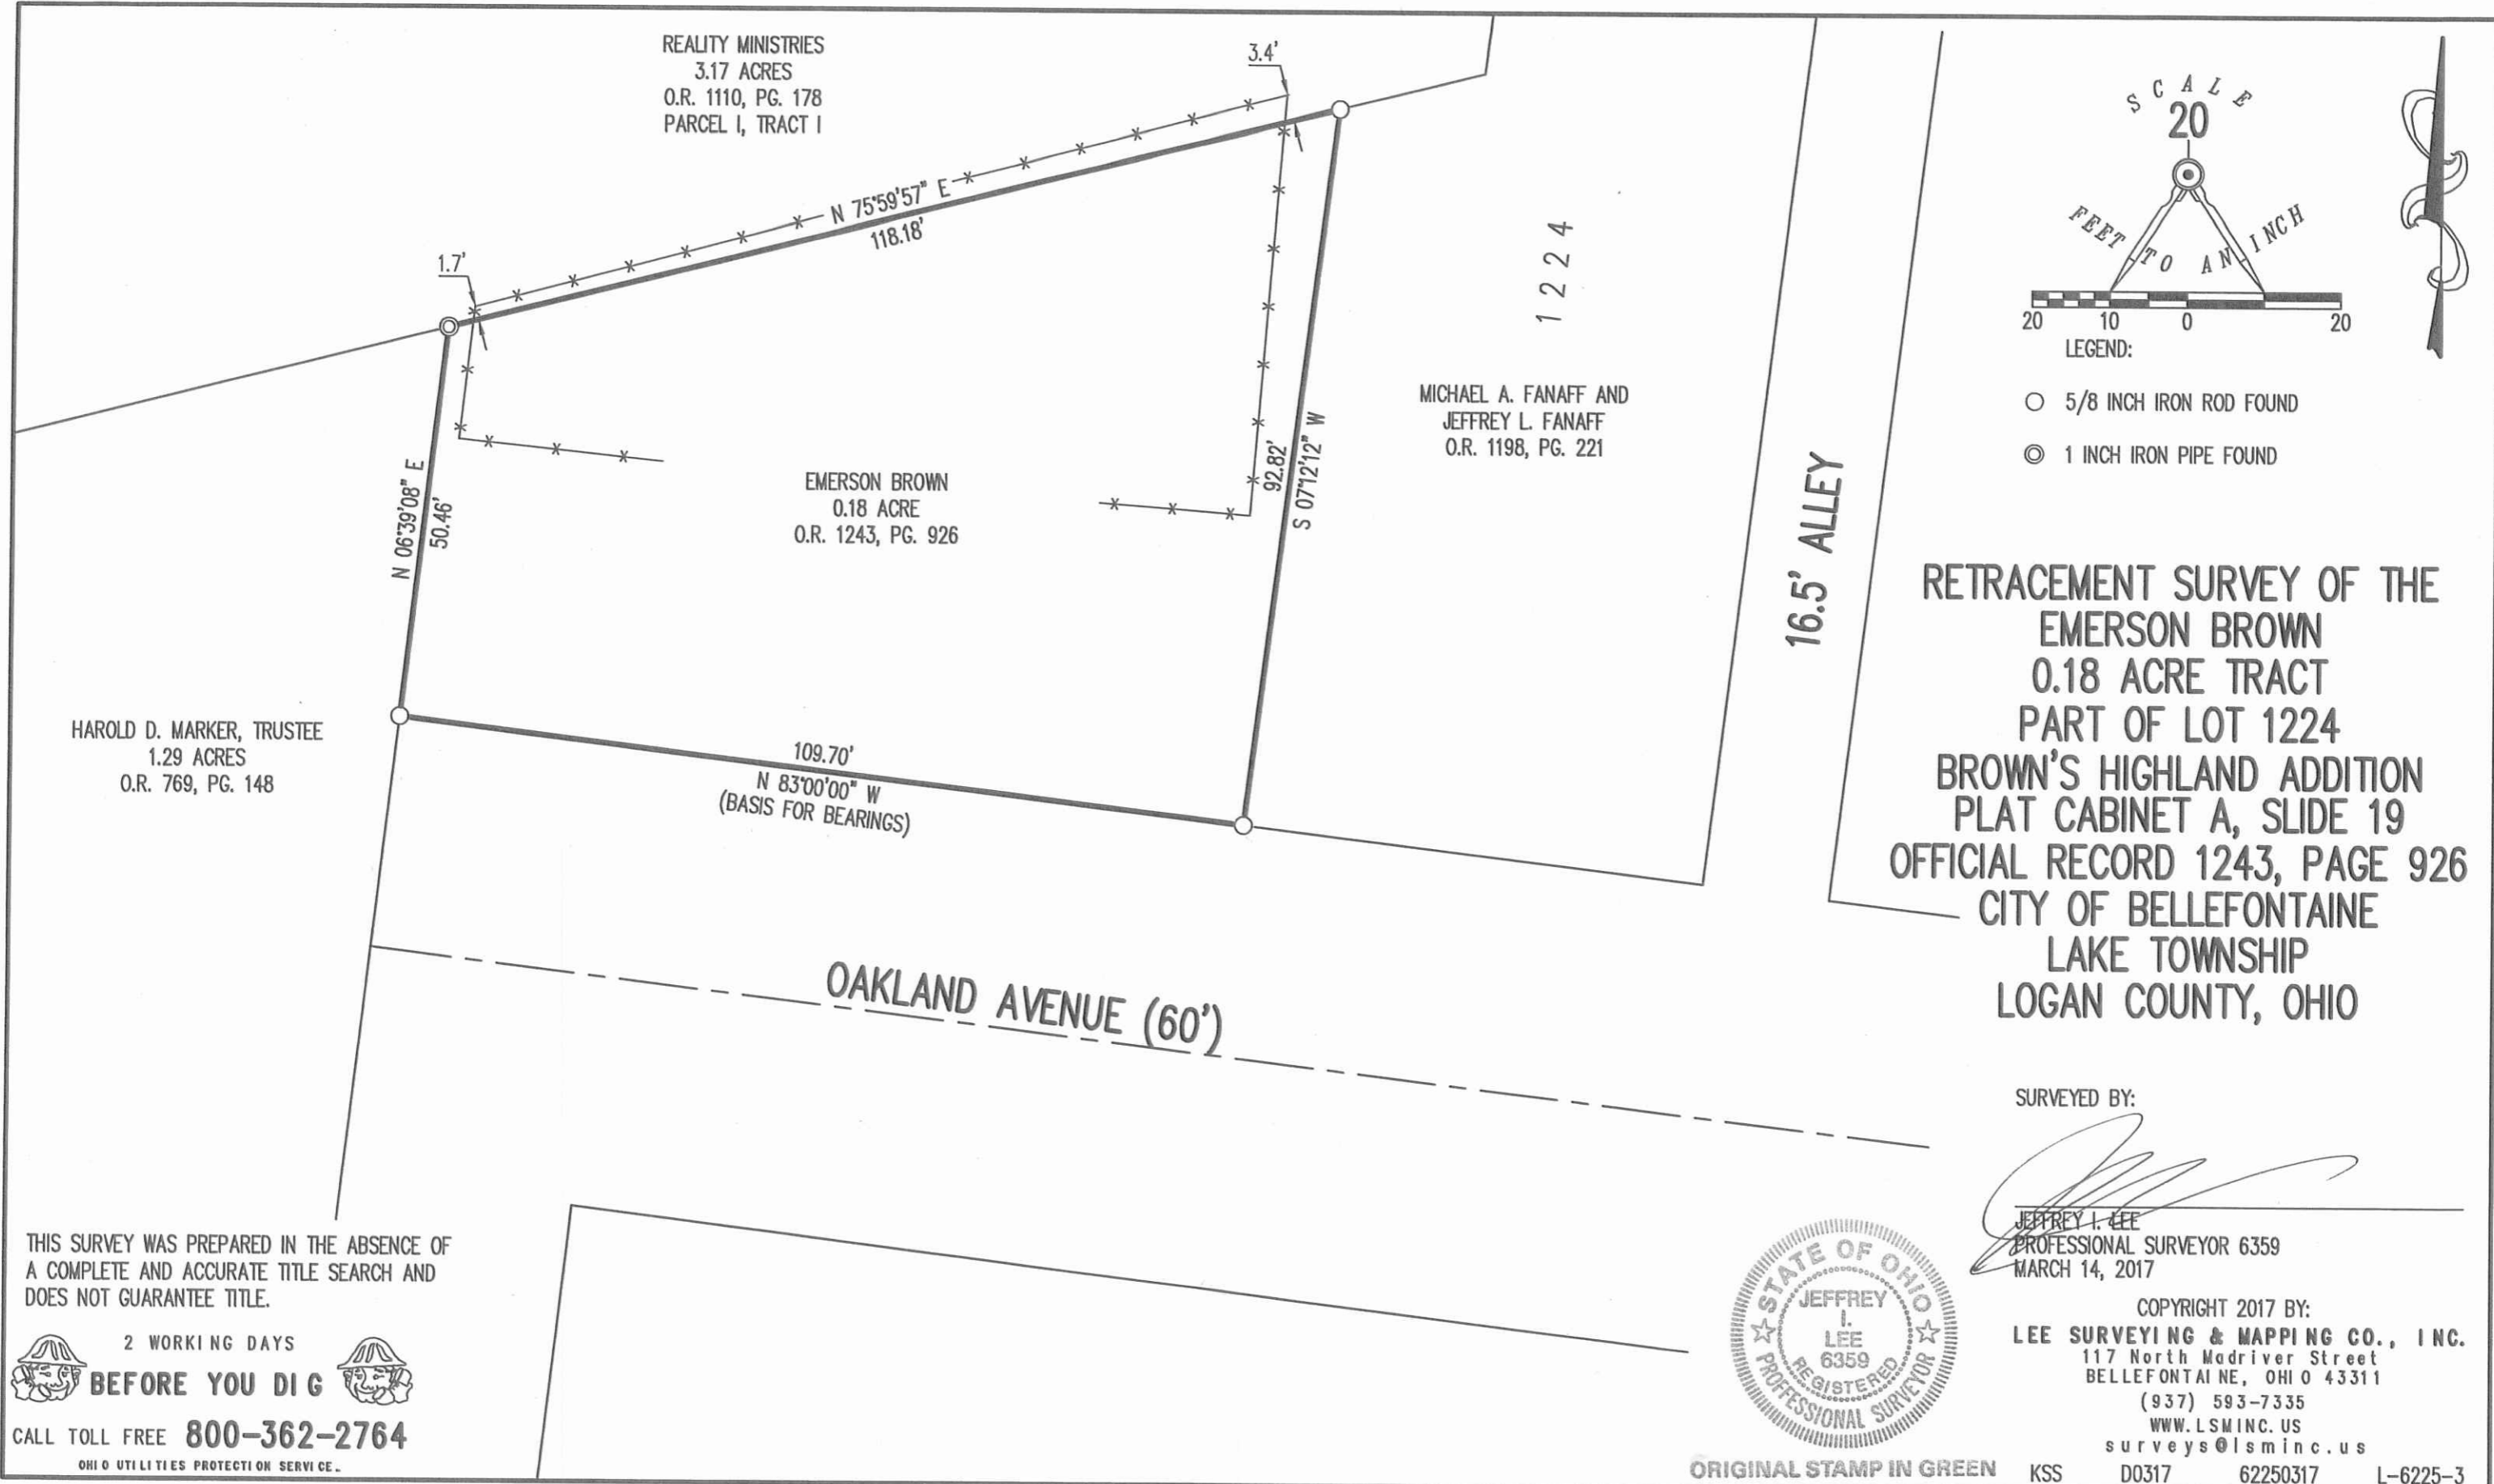 REALITY MINISTRIES
3.17 ACRES
O.R. 1110, PG. 178
PARCEL I, TRACT I
3.4'
1.7'
N 75°59'57" E
118.18'
N 06°39'08" E
50.46'
92.82'
S 07°12'12" W
1224
EMERSON BROWN
0.18 ACRE
O.R. 1243, PG. 926
MICHAEL A. FANAFF AND
JEFFREY L. FANAFF
O.R. 1198, PG. 221
16.5' ALLEY
HAROLD D. MARKER, TRUSTEE
1.29 ACRES
O.R. 769, PG. 148
109.70'
N 83°00'00" W
(BASIS FOR BEARINGS)
OAKLAND AVENUE (60')
SCALE
20
FEET TO AN INCH
20 10 0 20
LEGEND:
5/8 INCH IRON ROD FOUND
1 INCH IRON PIPE FOUND
RETRACEMENT SURVEY OF THE
EMERSON BROWN
0.18 ACRE TRACT
PART OF LOT 1224
BROWN'S HIGHLAND ADDITION
PLAT CABINET A, SLIDE 19
OFFICIAL RECORD 1243, PAGE 926
CITY OF BELLEFONTAINE
LAKE TOWNSHIP
LOGAN COUNTY, OHIO
SURVEYED BY:
JEFFREY I. LEE
PROFESSIONAL SURVEYOR 6359
MARCH 14, 2017
COPYRIGHT 2017 BY:
LEE SURVEYING & MAPPING CO., INC.
117 North Madriver Street
BELLEFONTAINE, OHIO 43311
(937) 593-7335
WWW.LSMINC.US
surveys@lsminc.us
KSS D0317 62250317 L-6225-3
STATE OF OHIO
JEFFREY
I.
LEE
6359
REGISTERED
PROFESSIONAL SURVEYOR
ORIGINAL STAMP IN GREEN
THIS SURVEY WAS PREPARED IN THE ABSENCE OF
A COMPLETE AND ACCURATE TITLE SEARCH AND
DOES NOT GUARANTEE TITLE.
2 WORKING DAYS
BEFORE YOU DIG
CALL TOLL FREE 800-362-2764
OHIO UTILITIES PROTECTION SERVICE.